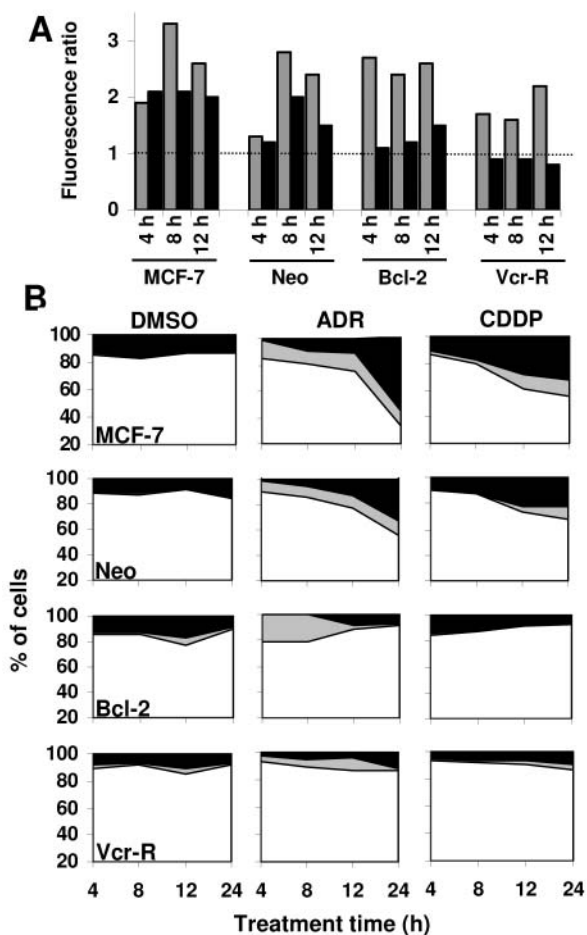 A
Fluorescence ratio
3
2
1
0
4 h 8 h 12 h 4 h 8 h 12 h 4 h 8 h 12 h 4 h 8 h 12 h
MCF-7 Neo Bcl-2 Vcr-R
B
DMSO ADR CDDP
% of cells
100
80
60
40
20
MCF-7
100
80
60
40
20
Neo
100
80
60
40
20
Bcl-2
100
80
60
40
20
Vcr-R
4 8 12 24 4 8 12 24 4 8 12 24
Treatment time (h)